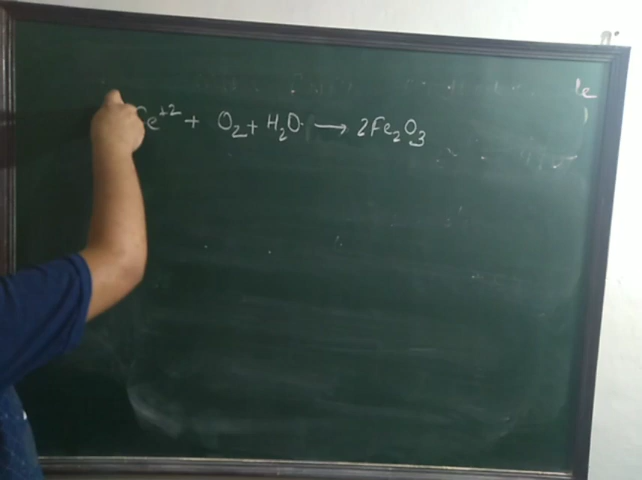 e⁺² + O₂ + H₂O → 2Fe₂O₃